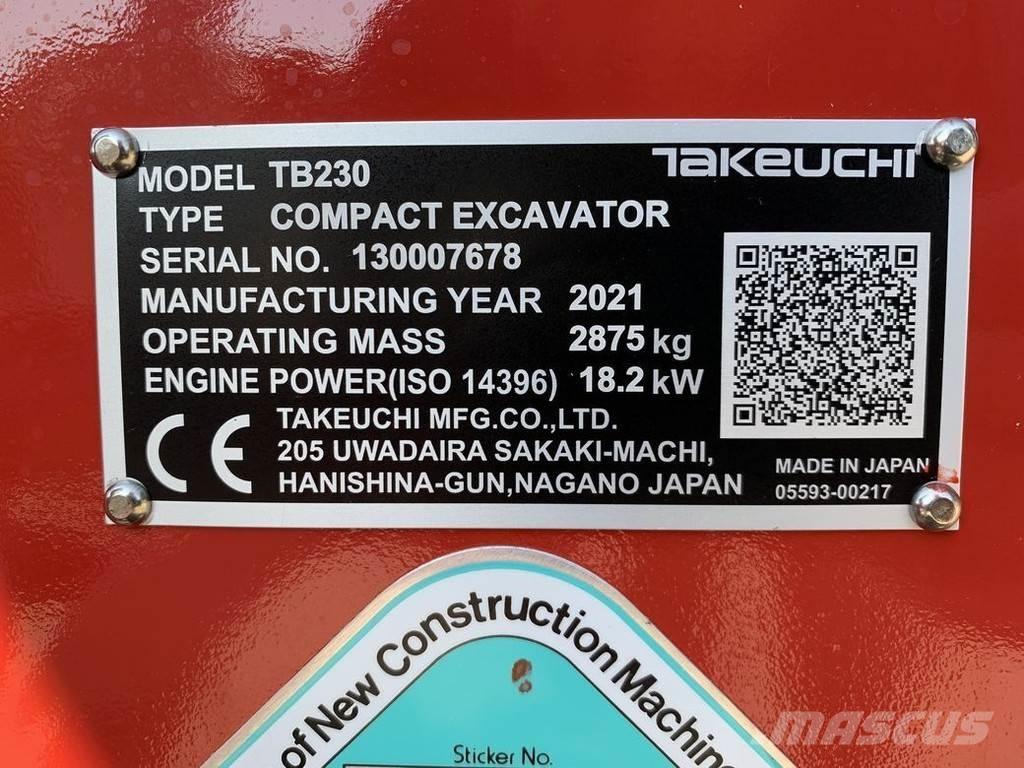 TAKEUCHI
MODEL TB230
TYPE COMPACT EXCAVATOR
SERIAL NO. 130007678
MANUFACTURING YEAR 2021
OPERATING MASS 2875 kg
ENGINE POWER(ISO 14396) 18.2 kW
CE
TAKEUCHI MFG.CO.,LTD.
205 UWADAIRA SAKAKI-MACHI,
HANISHINA-GUN,NAGANO JAPAN
MADE IN JAPAN
05593-00217
of New Construction Machine
Sticker No.
MASCUS